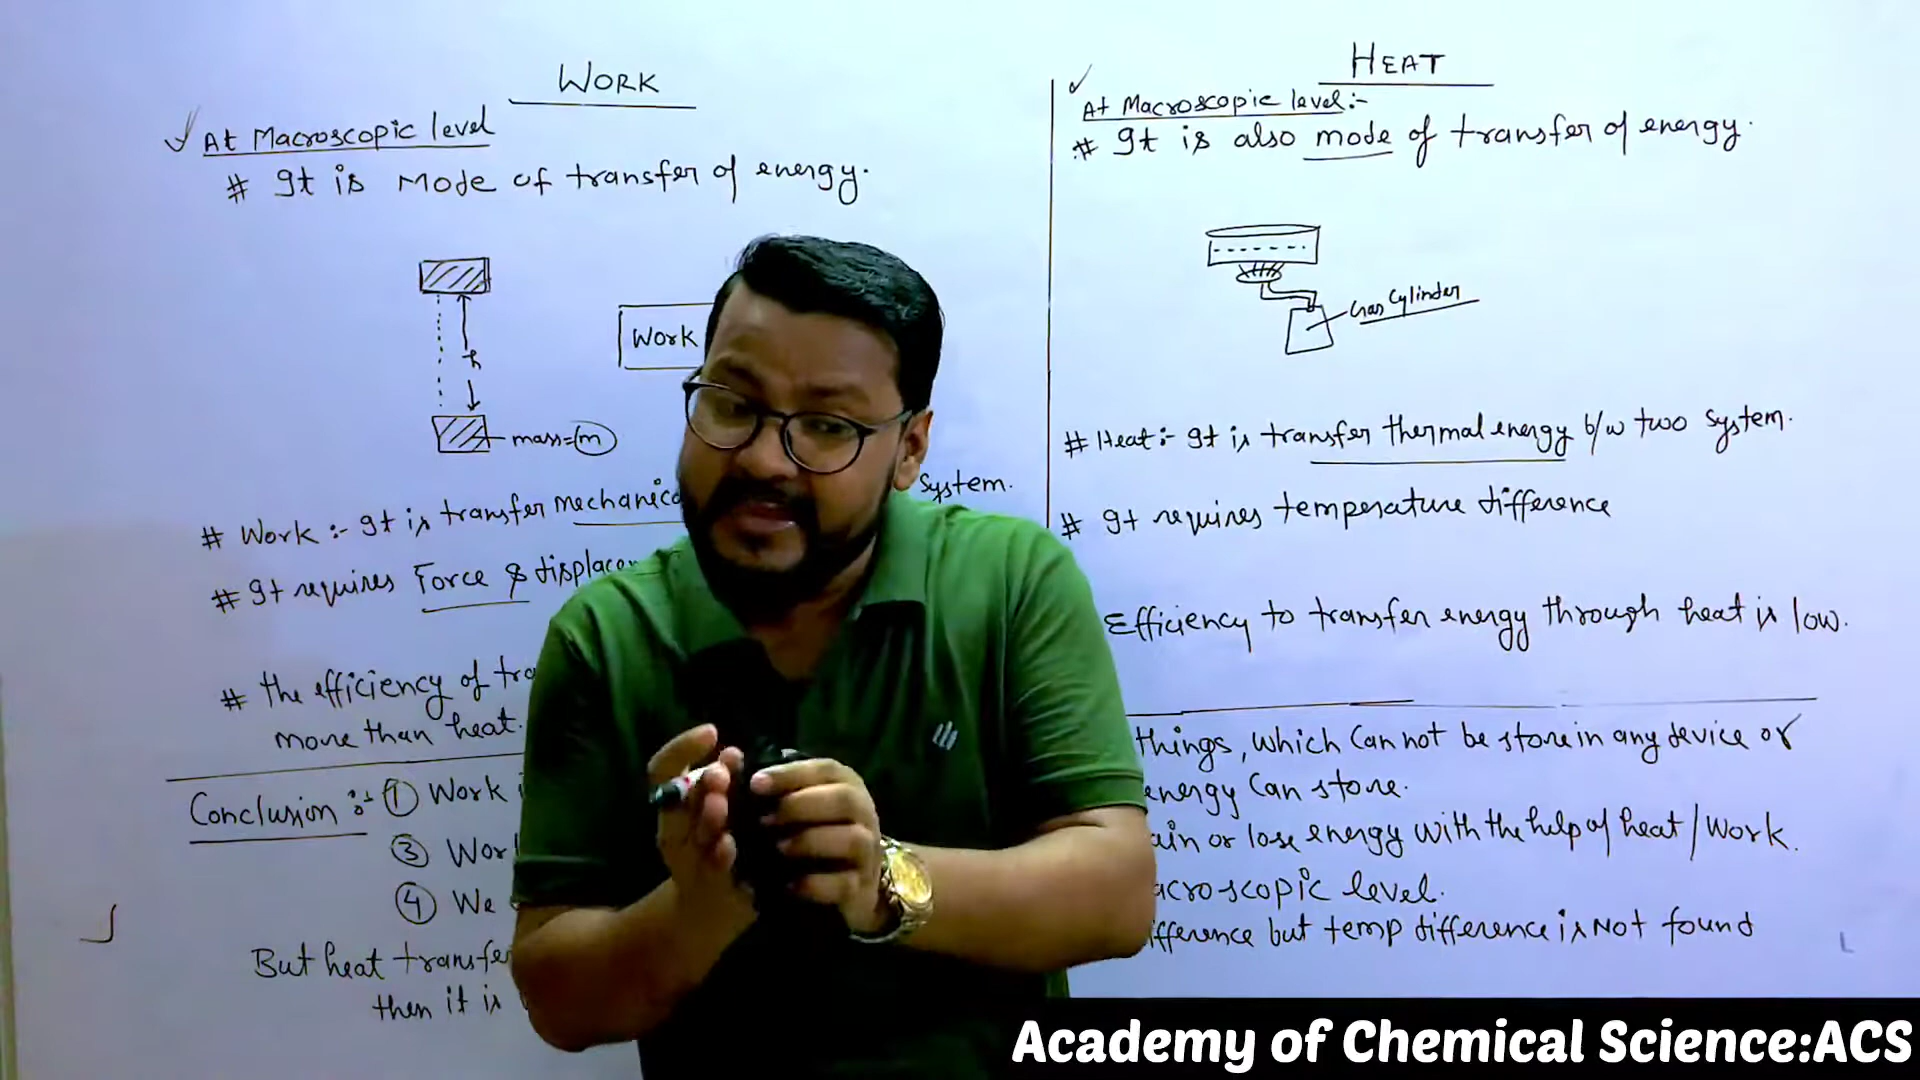 WORK
✓ At Macroscopic level
# It is Mode of transfer of energy.
h
Work
mass = m
# Work :- It is transfer mechanica
system.
# It requires Force & displacem
# the efficiency of tra
more than heat.
Conclusion :- ① Work i
③ Work
④ We
But heat transfer
then it is
HEAT
✓
At Macroscopic level :-
# It is also mode of transfer of energy.
Gas Cylinder
# Heat :- It is transfer thermal energy b/w two system.
# It requires temperature difference
Efficiency to transfer energy through heat is low.
things, which Can not be store in any device or
energy Can store.
ain or lose energy with the help of heat / Work.
acroscopic level.
ifference but temp difference is Not found
Academy of Chemical Science:ACS